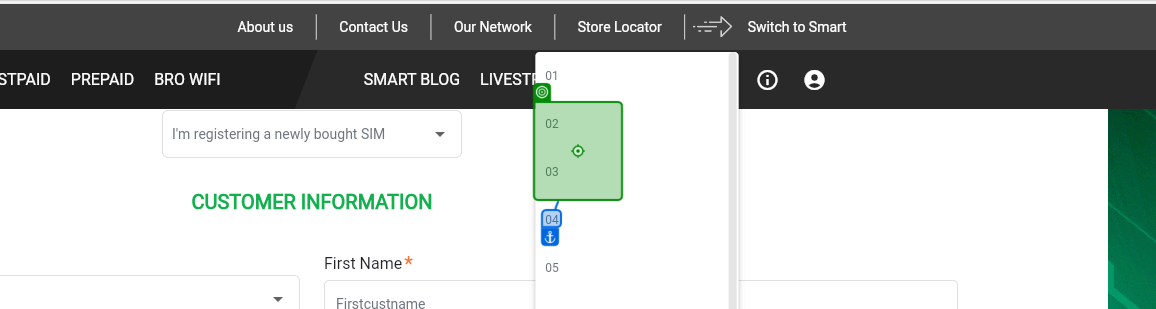 About us
Contact Us
Our Network
Store Locator
Switch to Smart
STPAID PREPAID BRO WIFI
SMART BLOG
01
I'm registering a newly bought SIM
02
03
CUSTOMER INFORMATION
04
05
First Name*
Firstcustname